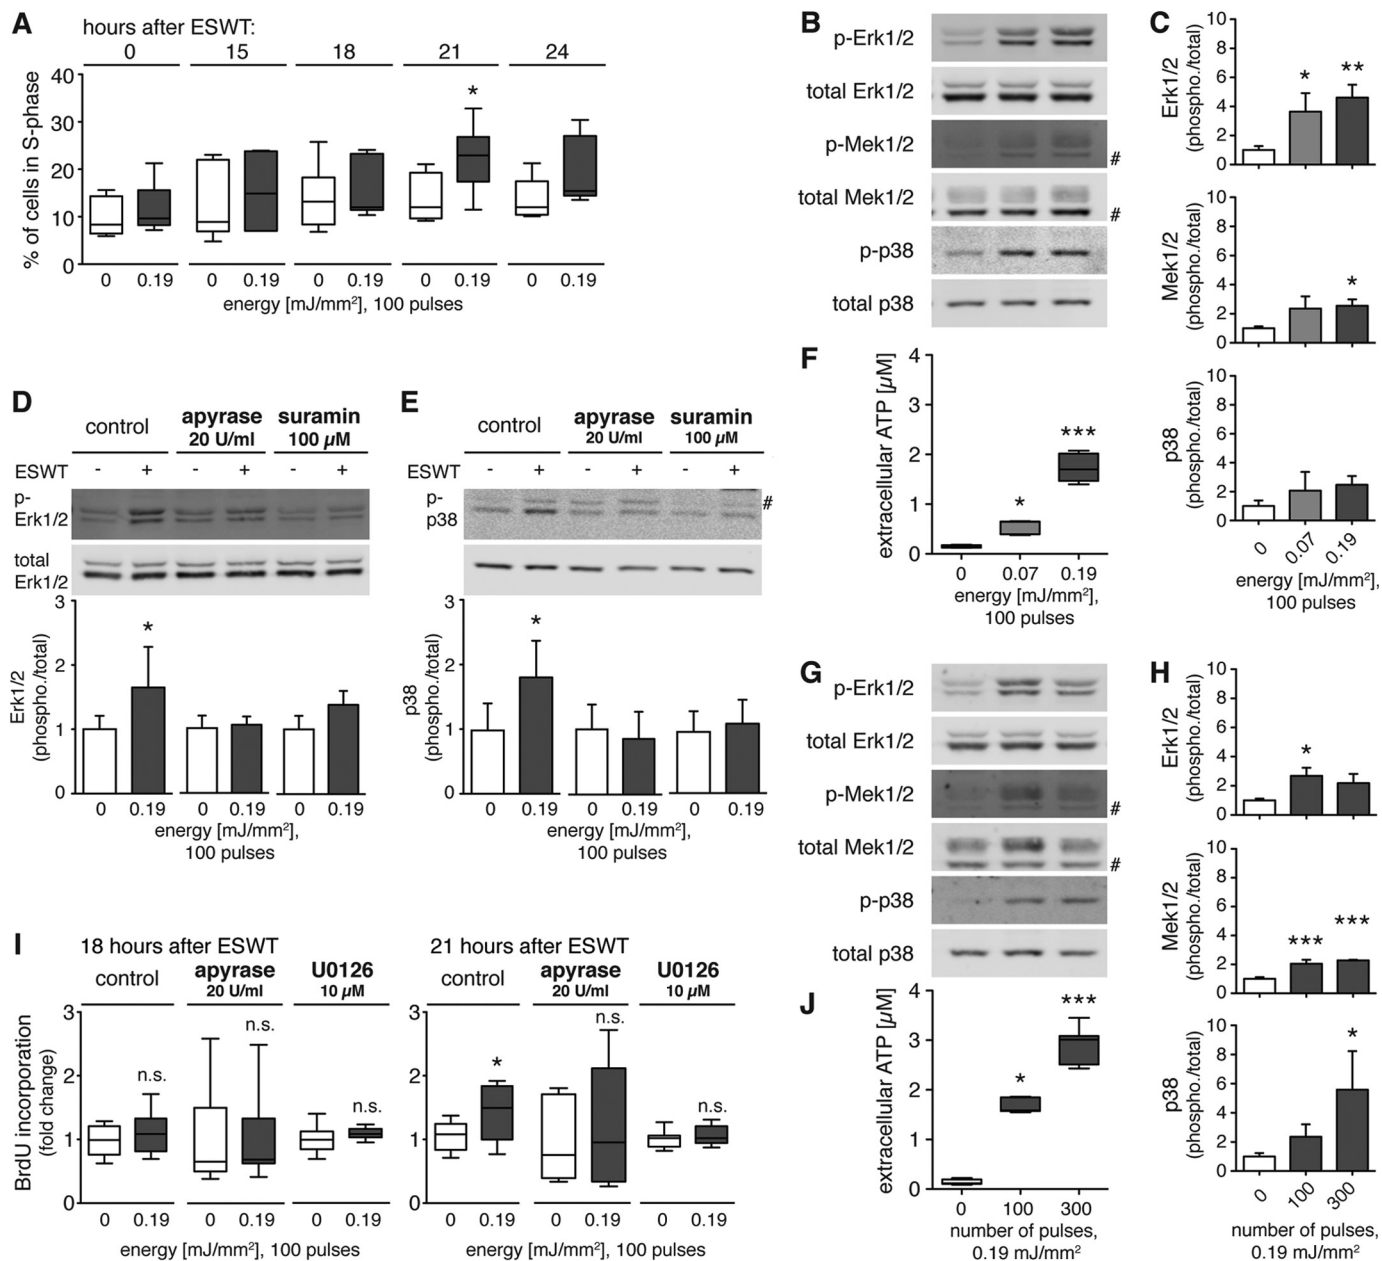 A
hours after ESWT:
0 15 18 21 24
% of cells in S-phase
40
30
20
10
0
*
0 0.19 0 0.19 0 0.19 0 0.19 0 0.19
energy [mJ/mm²], 100 pulses
B
p-Erk1/2
total Erk1/2
p-Mek1/2 #
total Mek1/2 #
p-p38
total p38
C
Erk1/2
(phospho./total)
10
8
6
4
2
0
* **
Mek1/2
(phospho./total)
10
8
6
4
2
0
*
p38
(phospho./total)
10
8
6
4
2
0
0 0.07 0.19
energy [mJ/mm²],
100 pulses
D
control apyrase suramin
20 U/ml 100 µM
ESWT - + - + - +
p-
Erk1/2
total
Erk1/2
Erk1/2
(phospho./total)
3
2
1
0
*
0 0.19 0 0.19 0 0.19
energy [mJ/mm²],
100 pulses
E
control apyrase suramin
20 U/ml 100 µM
ESWT - + - + - +
p-
p38
#
p38
(phospho./total)
3
2
1
0
*
0 0.19 0 0.19 0 0.19
energy [mJ/mm²],
100 pulses
F
extracellular ATP [µM]
4
3
2
1
0
* ***
0 0.07 0.19
energy [mJ/mm²],
100 pulses
G
p-Erk1/2
total Erk1/2
p-Mek1/2 #
total Mek1/2 #
p-p38
total p38
H
Erk1/2
(phospho./total)
10
8
6
4
2
0
*
Mek1/2
(phospho./total)
10
8
6
4
2
0
*** ***
p38
(phospho./total)
10
8
6
4
2
0
*
0 100 300
number of pulses,
0.19 mJ/mm²
I
18 hours after ESWT
control apyrase U0126
20 U/ml 10 µM
BrdU incorporation
(fold change)
3
2
1
0
n.s. n.s. n.s.
0 0.19 0 0.19 0 0.19
energy [mJ/mm²], 100 pulses
21 hours after ESWT
control apyrase U0126
20 U/ml 10 µM
3
2
1
0
* n.s. n.s.
0 0.19 0 0.19 0 0.19
energy [mJ/mm²], 100 pulses
J
extracellular ATP [µM]
4
3
2
1
0
* ***
0 100 300
number of pulses,
0.19 mJ/mm²